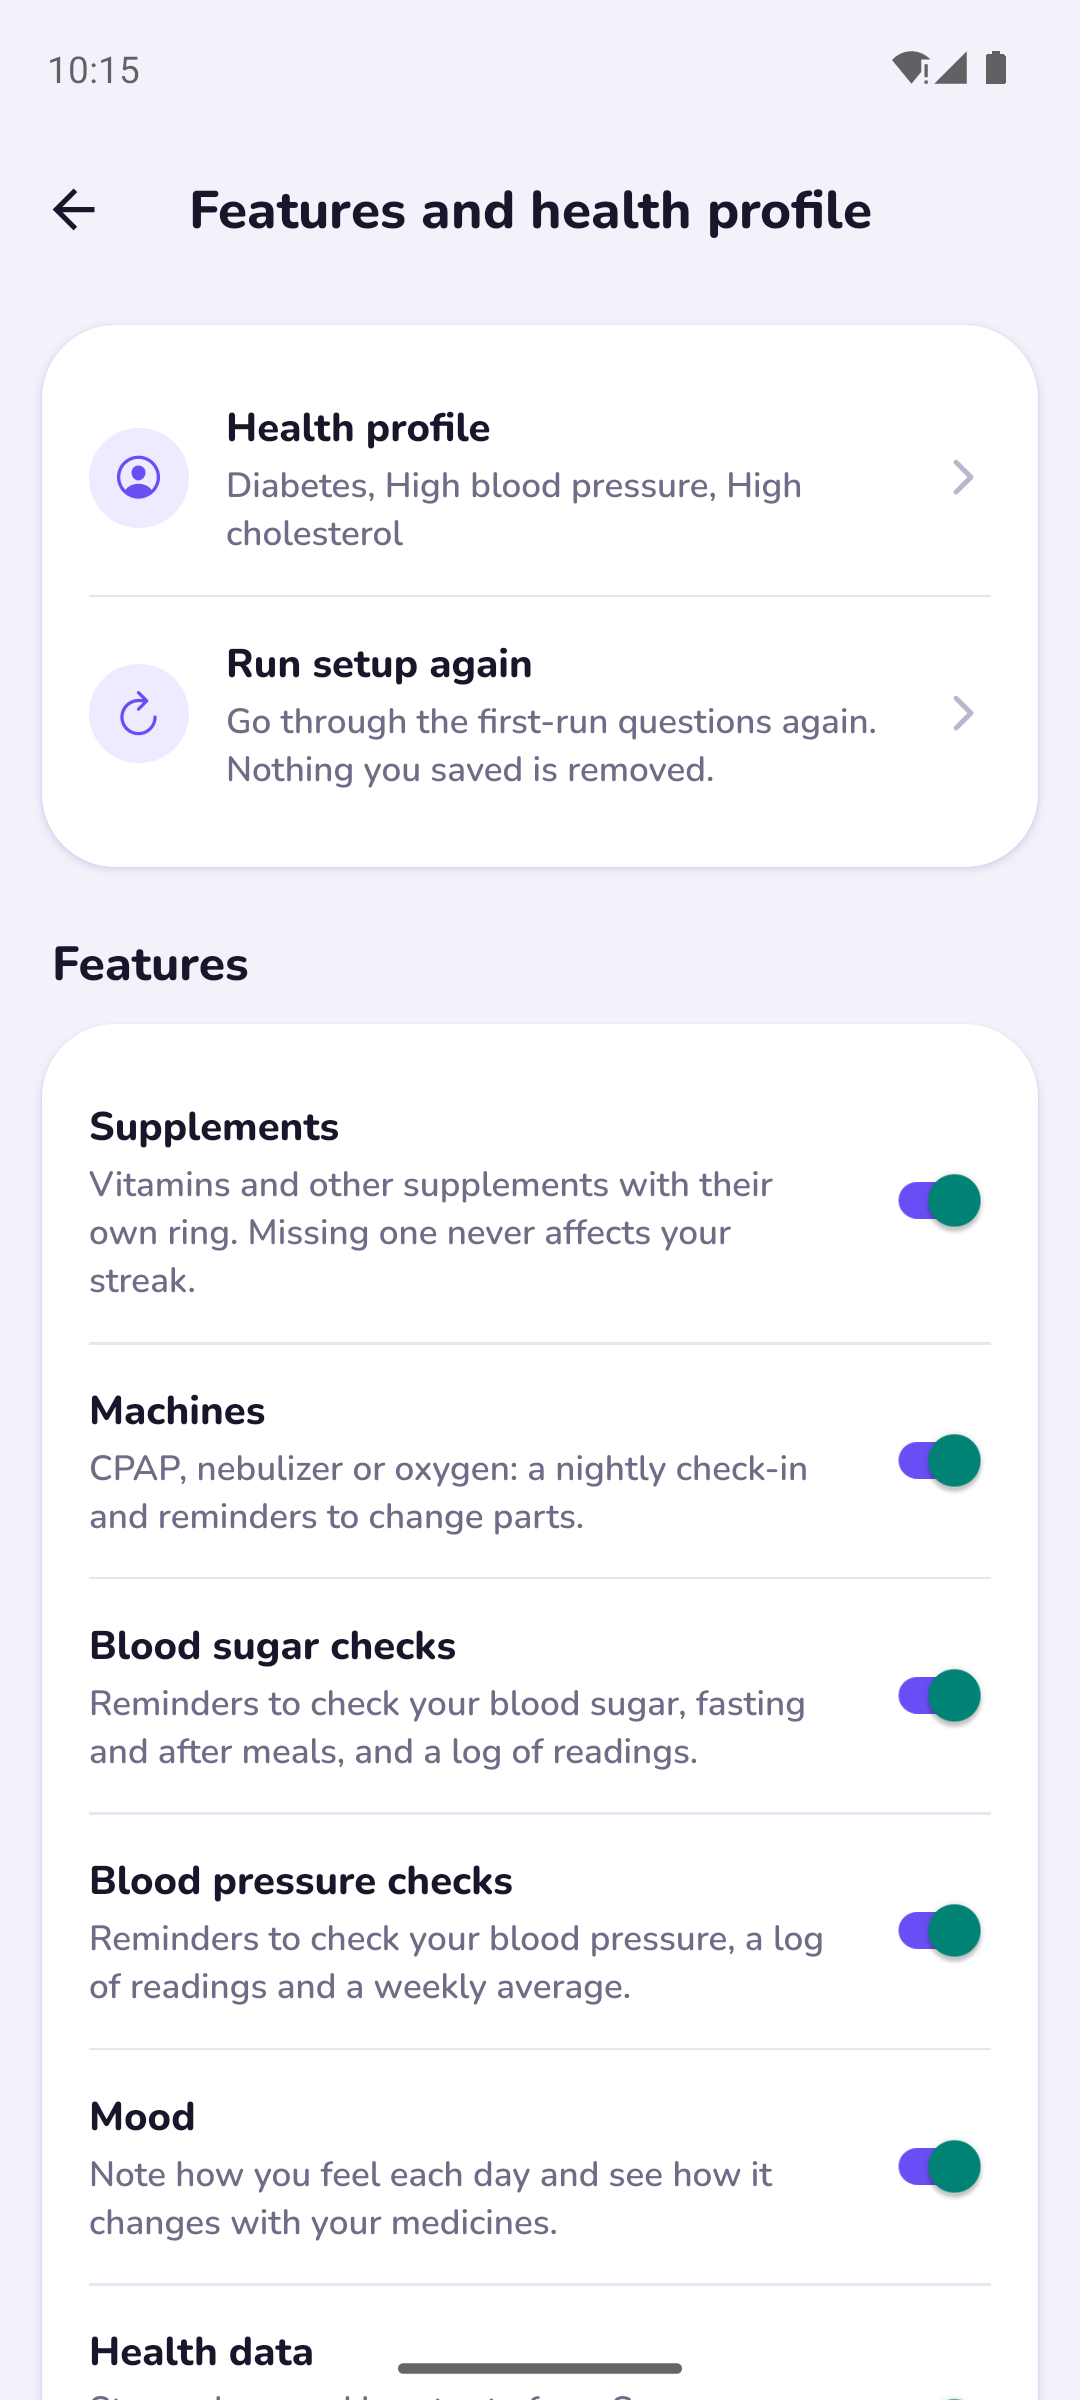 10:15
Features and health profile
Health profile
Diabetes, High blood pressure, High
cholesterol
Run setup again
Go through the first-run questions again.
Nothing you saved is removed.
Features
Supplements
Vitamins and other supplements with their
own ring. Missing one never affects your
streak.
Machines
CPAP, nebulizer or oxygen: a nightly check-in
and reminders to change parts.
Blood sugar checks
Reminders to check your blood sugar, fasting
and after meals, and a log of readings.
Blood pressure checks
Reminders to check your blood pressure, a log
of readings and a weekly average.
Mood
Note how you feel each day and see how it
changes with your medicines.
Health data